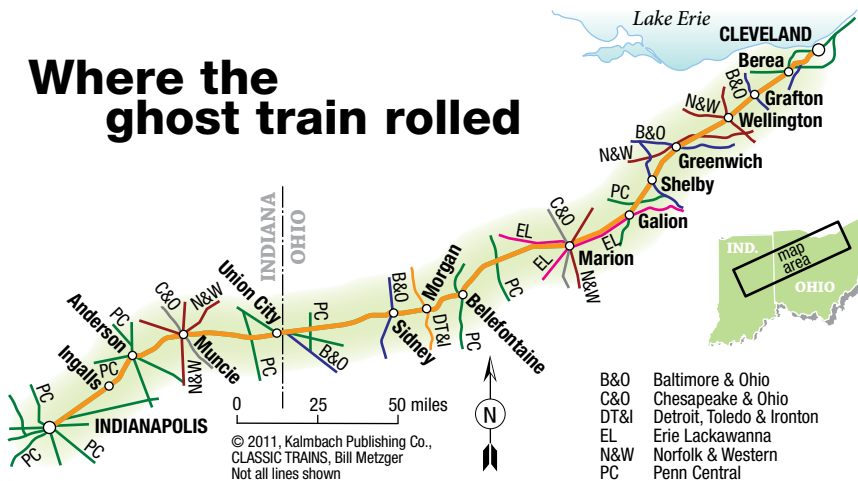 Where the
ghost train rolled
Lake Erie
CLEVELAND
Berea
B&O
Grafton
N&W
Wellington
B&O
N&W
Greenwich
Shelby
PC
Galion
EL
C&O
EL
EL
Marion
N&W
PC
INDIANA
OHIO
Union City
PC
PC
B&O
B&O
Sidney
Morgan
DT&I
Bellefontaine
PC
C&O
N&W
Muncie
N&W
PC
Anderson
PC
Ingalls
PC
INDIANAPOLIS
PC
PC
0 25 50 miles
N
© 2011, Kalmbach Publishing Co.,
CLASSIC TRAINS, Bill Metzger
Not all lines shown
IND.
map
area
OHIO
B&O Baltimore & Ohio
C&O Chesapeake & Ohio
DT&I Detroit, Toledo & Ironton
EL Erie Lackawanna
N&W Norfolk & Western
PC Penn Central